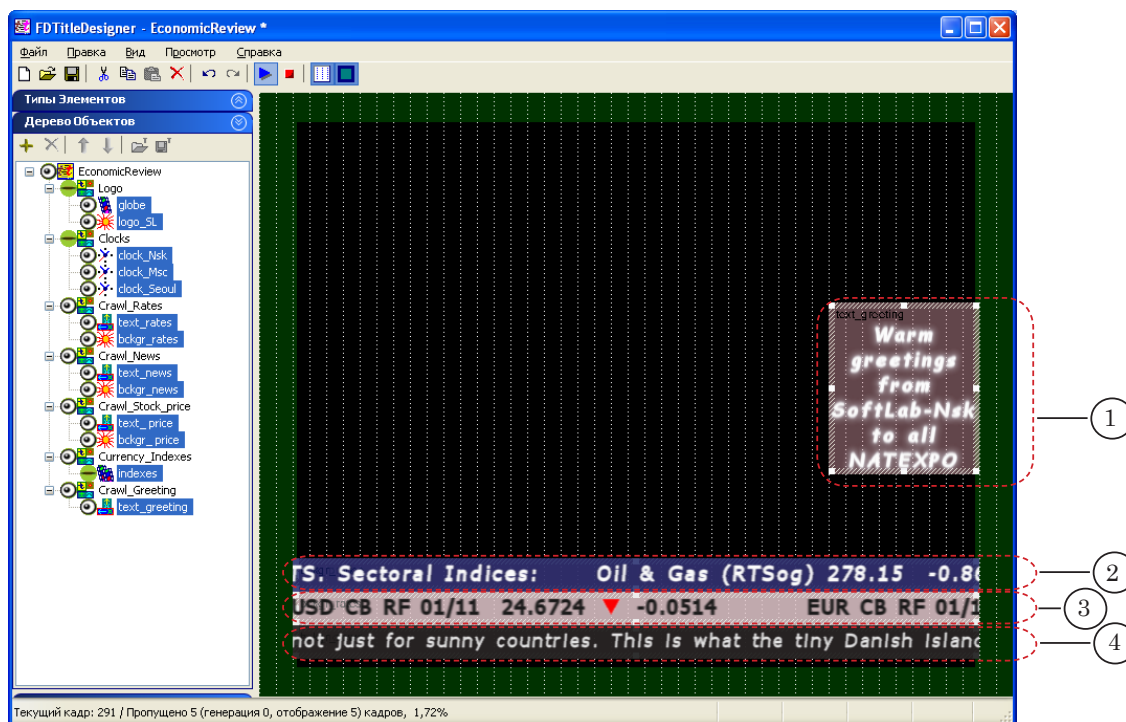 FDTitleDesigner - EconomicReview *
Файл Правка Вид Просмотр Справка
Типы Элементов
Дерево Объектов
EconomicReview
Logo
globe
logo_SL
Clocks
clock_Nsk
clock_Msc
clock_Seoul
Crawl_Rates
text_rates
bckgr_rates
Crawl_News
text_news
bckgr_news
Crawl_Stock_price
text_ price
bckgr_ price
Currency_Indexes
indexes
Crawl_Greeting
text_greeting
text_greeting
Warm
greetings
from
SoftLab-Nsk
to all
NATEXPO
1
TS. Sectoral Indices: Oil & Gas (RTSog) 278.15 -0.86
2
USD CB RF 01/11 24.6724 ▼ -0.0514 EUR CB RF 01/1
3
not just for sunny countries. This is what the tiny Danish island
4
Текущий кадр: 291 / Пропущено 5 (генерация 0, отображение 5) кадров, 1,72%